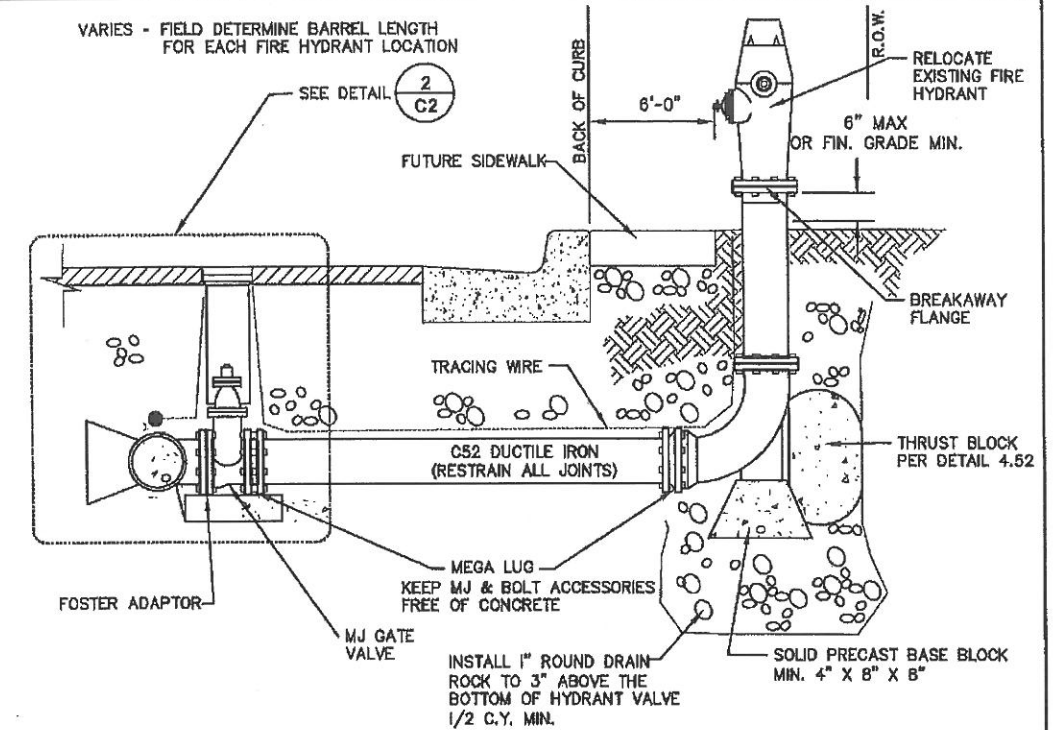 VARIES - FIELD DETERMINE BARREL LENGTH
FOR EACH FIRE HYDRANT LOCATION
SEE DETAIL
2
C2
BACK OF CURB
6'-0"
R.O.W.
RELOCATE
EXISTING FIRE
HYDRANT
6" MAX
OR FIN. GRADE MIN.
FUTURE SIDEWALK
BREAKAWAY
FLANGE
TRACING WIRE
C52 DUCTILE IRON
(RESTRAIN ALL JOINTS)
THRUST BLOCK
PER DETAIL 4.52
MEGA LUG
KEEP MJ & BOLT ACCESSORIES
FREE OF CONCRETE
FOSTER ADAPTOR
MJ GATE
VALVE
INSTALL 1" ROUND DRAIN
ROCK TO 3" ABOVE THE
BOTTOM OF HYDRANT VALVE
1/2 C.Y. MIN.
SOLID PRECAST BASE BLOCK
MIN. 4" X 8" X 8"